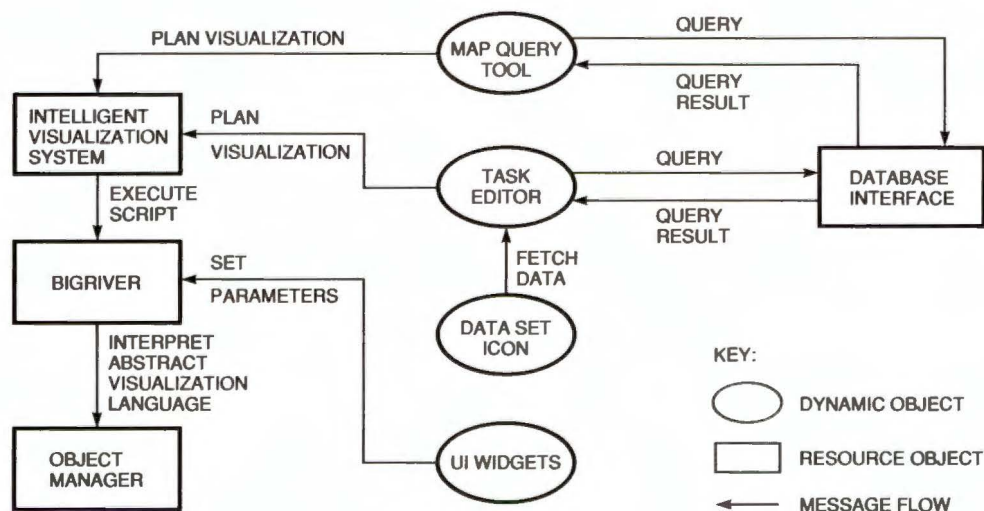 PLAN VISUALIZATION
MAP QUERY
TOOL
QUERY
QUERY
RESULT
INTELLIGENT
VISUALIZATION
SYSTEM
PLAN
VISUALIZATION
TASK
EDITOR
QUERY
QUERY
RESULT
DATABASE
INTERFACE
EXECUTE
SCRIPT
BIGRIVER
SET
PARAMETERS
FETCH
DATA
DATA SET
ICON
INTERPRET
ABSTRACT
VISUALIZATION
LANGUAGE
OBJECT
MANAGER
UI WIDGETS
KEY:
DYNAMIC OBJECT
RESOURCE OBJECT
MESSAGE FLOW